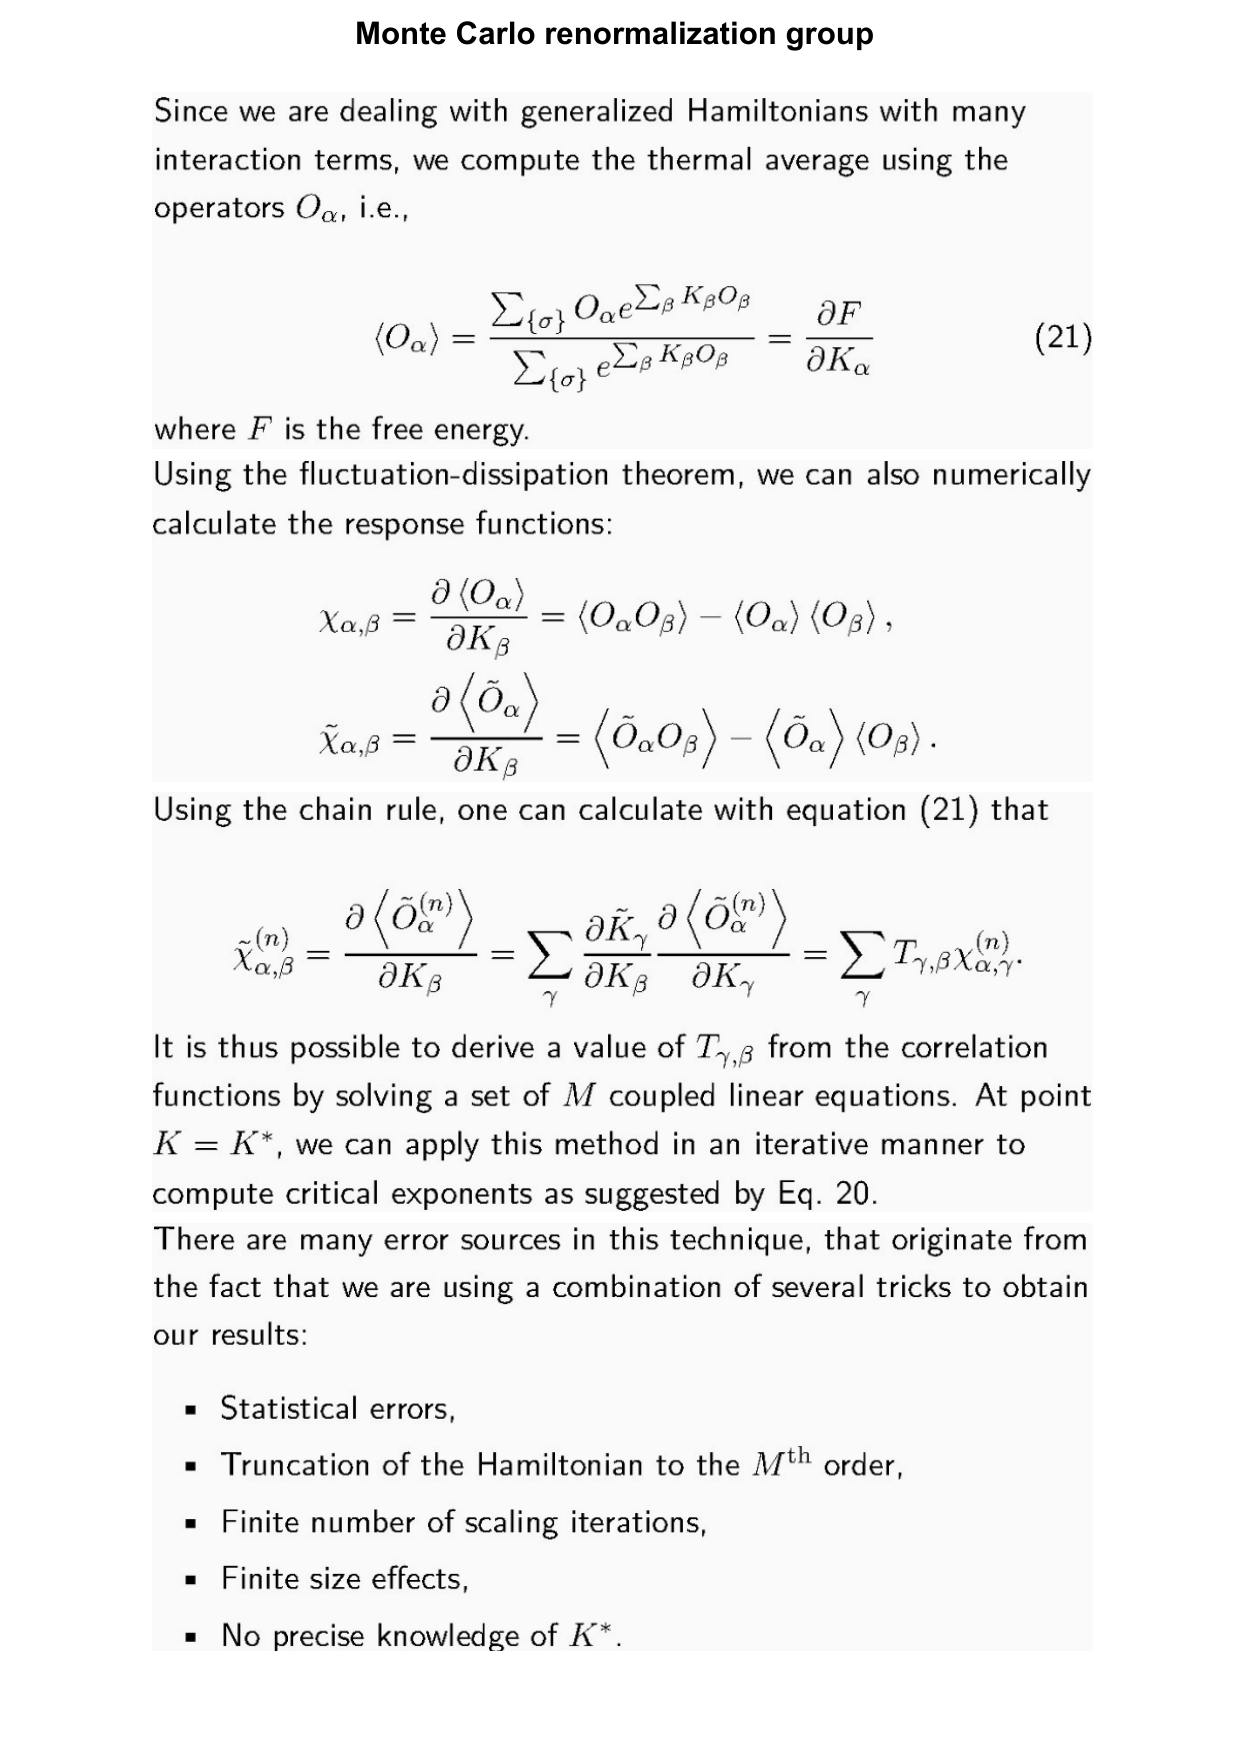 Monte Carlo renormalization group
Since we are dealing with generalized Hamiltonians with many
interaction terms, we compute the thermal average using the
operators $O_\alpha$, i.e.,
$\langle O_\alpha \rangle = \frac{\sum_{\{\sigma\}} O_\alpha e^{\sum_\beta K_\beta O_\beta}}{\sum_{\{\sigma\}} e^{\sum_\beta K_\beta O_\beta}} = \frac{\partial F}{\partial K_\alpha}$ (21)
where $F$ is the free energy.
Using the fluctuation-dissipation theorem, we can also numerically
calculate the response functions:
$\chi_{\alpha,\beta} = \frac{\partial \langle O_\alpha \rangle}{\partial K_\beta} = \langle O_\alpha O_\beta \rangle - \langle O_\alpha \rangle \langle O_\beta \rangle ,$
$\tilde{\chi}_{\alpha,\beta} = \frac{\partial \langle \tilde{O}_\alpha \rangle}{\partial K_\beta} = \langle \tilde{O}_\alpha O_\beta \rangle - \langle \tilde{O}_\alpha \rangle \langle O_\beta \rangle .$
Using the chain rule, one can calculate with equation (21) that
$\tilde{\chi}^{(n)}_{\alpha,\beta} = \frac{\partial \langle \tilde{O}^{(n)}_\alpha \rangle}{\partial K_\beta} = \sum_\gamma \frac{\partial \tilde{K}_\gamma}{\partial K_\beta} \frac{\partial \langle \tilde{O}^{(n)}_\alpha \rangle}{\partial K_\gamma} = \sum_\gamma T_{\gamma,\beta} \chi^{(n)}_{\alpha,\gamma}.$
It is thus possible to derive a value of $T_{\gamma,\beta}$ from the correlation
functions by solving a set of $M$ coupled linear equations. At point
$K = K^*$, we can apply this method in an iterative manner to
compute critical exponents as suggested by Eq. 20.
There are many error sources in this technique, that originate from
the fact that we are using a combination of several tricks to obtain
our results:
▪ Statistical errors,
▪ Truncation of the Hamiltonian to the $M^{\text{th}}$ order,
▪ Finite number of scaling iterations,
▪ Finite size effects,
▪ No precise knowledge of $K^*$.